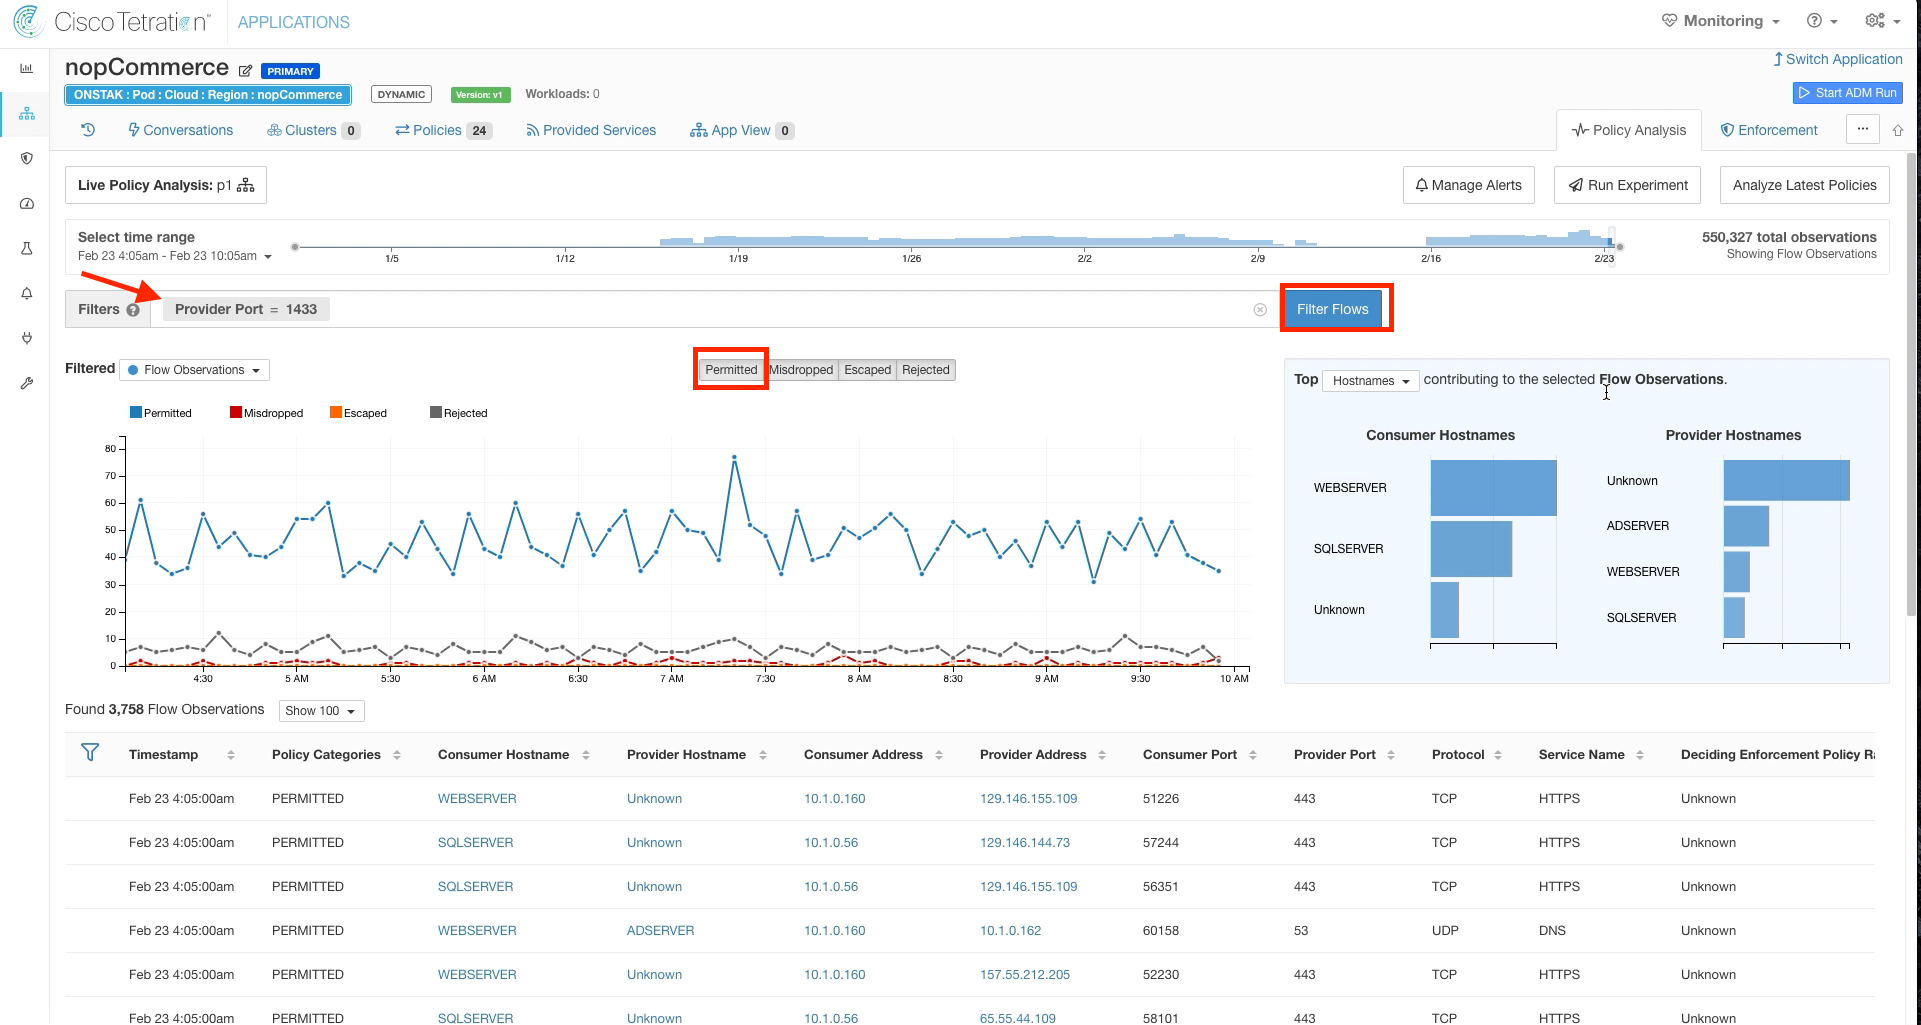 Cisco Tetration™ APPLICATIONS Monitoring
nopCommerce PRIMARY Switch Application
ONSTAK : Pod : Cloud : Region : nopCommerce DYNAMIC Version: v1 Workloads: 0 Start ADM Run
Conversations Clusters 0 Policies 24 Provided Services App View 0 Policy Analysis Enforcement ...
Live Policy Analysis: p1 Manage Alerts Run Experiment Analyze Latest Policies
Select time range 550,327 total observations
Feb 23 4:05am - Feb 23 10:05am 1/5 1/12 1/19 1/26 2/2 2/9 2/16 2/23 Showing Flow Observations
Filters ? Provider Port = 1433 Filter Flows
Filtered Flow Observations Permitted Misdropped Escaped Rejected Top Hostnames contributing to the selected Flow Observations.
Permitted Misdropped Escaped Rejected
Consumer Hostnames Provider Hostnames
80
70
60
50
40
30
20
10
0
4:30 5 AM 5:30 6 AM 6:30 7 AM 7:30 8 AM 8:30 9 AM 9:30 10 AM
WEBSERVER
SQLSERVER
Unknown
Unknown
ADSERVER
WEBSERVER
SQLSERVER
Found 3,758 Flow Observations Show 100
Timestamp Policy Categories Consumer Hostname Provider Hostname Consumer Address Provider Address Consumer Port Provider Port Protocol Service Name Deciding Enforcement Policy Ra
Feb 23 4:05:00am PERMITTED WEBSERVER Unknown 10.1.0.160 129.146.155.109 51226 443 TCP HTTPS Unknown
Feb 23 4:05:00am PERMITTED SQLSERVER Unknown 10.1.0.56 129.146.144.73 57244 443 TCP HTTPS Unknown
Feb 23 4:05:00am PERMITTED SQLSERVER Unknown 10.1.0.56 129.146.155.109 56351 443 TCP HTTPS Unknown
Feb 23 4:05:00am PERMITTED WEBSERVER ADSERVER 10.1.0.160 10.1.0.162 60158 53 UDP DNS Unknown
Feb 23 4:05:00am PERMITTED WEBSERVER Unknown 10.1.0.160 157.55.212.205 52230 443 TCP HTTPS Unknown
Feb 23 4:05:00am PERMITTED SQLSERVER Unknown 10.1.0.56 65.55.44.109 58101 443 TCP HTTPS Unknown